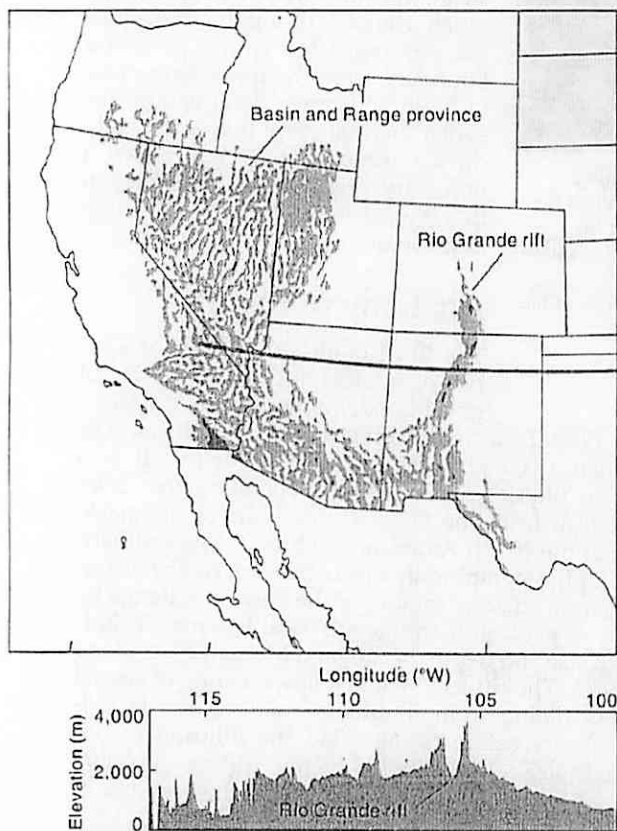 Basin and Range province
Rio Grande rift
Longitude (°W)
115 110 105 100
4,000
2,000
0
Elevation (m)
Rio Grande rift